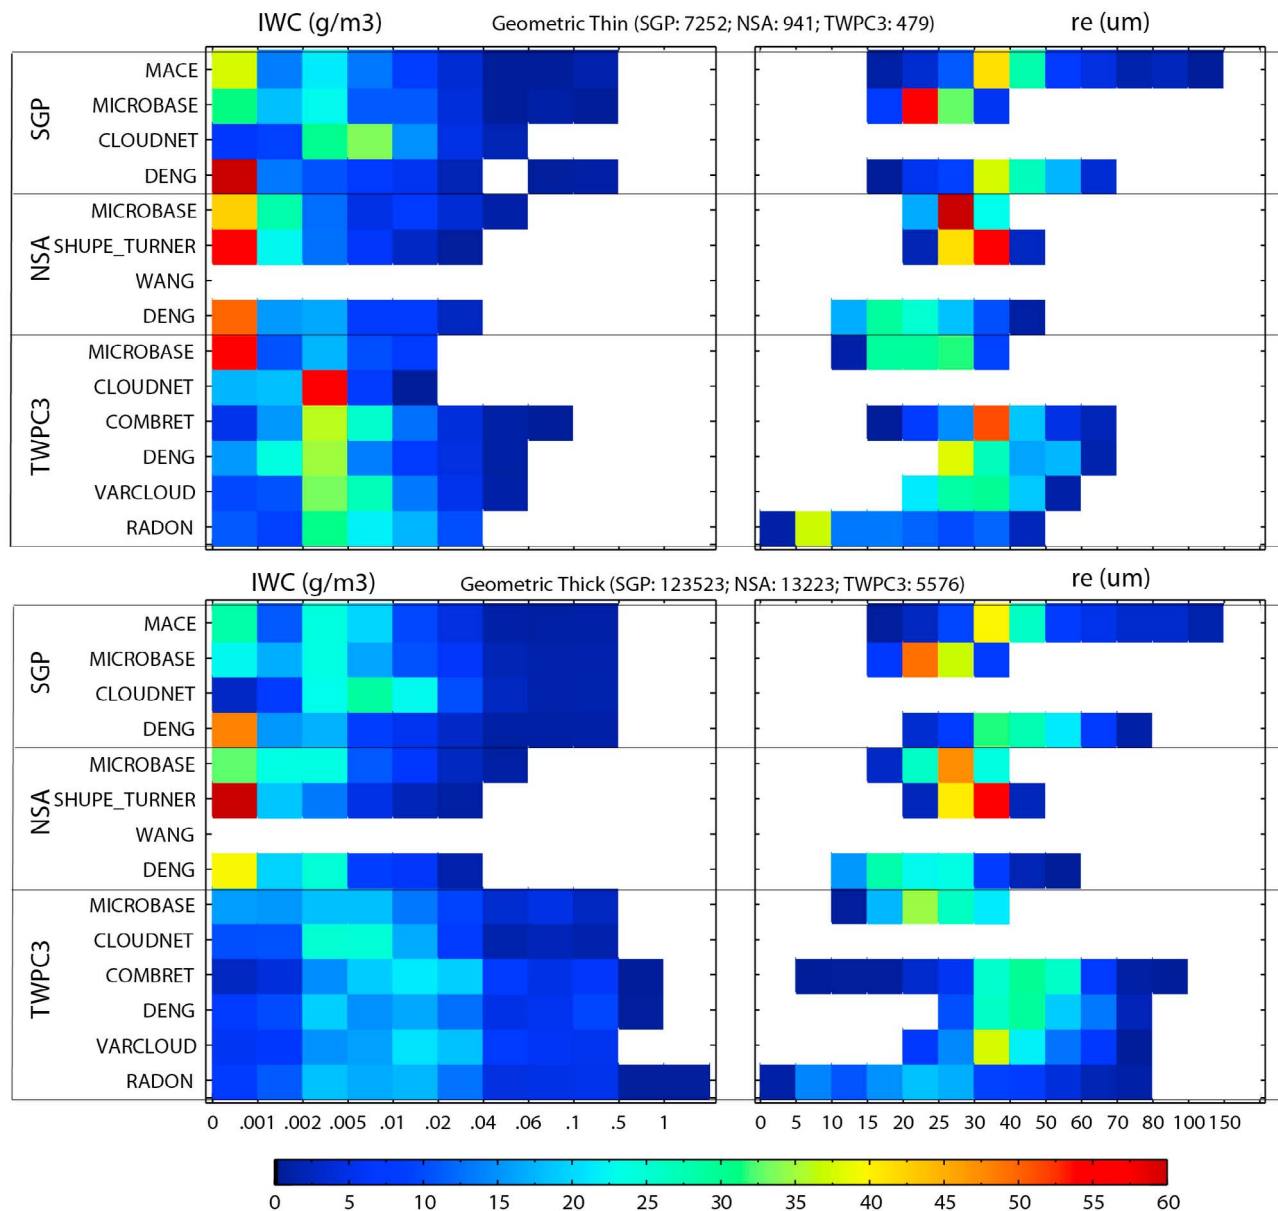 IWC (g/m3) Geometric Thin (SGP: 7252; NSA: 941; TWPC3: 479) re (um)
SGP
MACE
MICROBASE
CLOUDNET
DENG
NSA
MICROBASE
SHUPE_TURNER
WANG
DENG
TWPC3
MICROBASE
CLOUDNET
COMBRET
DENG
VARCLOUD
RADON
IWC (g/m3) Geometric Thick (SGP: 123523; NSA: 13223; TWPC3: 5576) re (um)
SGP
MACE
MICROBASE
CLOUDNET
DENG
NSA
MICROBASE
SHUPE_TURNER
WANG
DENG
TWPC3
MICROBASE
CLOUDNET
COMBRET
DENG
VARCLOUD
RADON
0 .001 .002 .005 .01 .02 .04 .06 .1 .5 1 0 5 10 15 20 25 30 40 50 60 70 80 100 150
0 5 10 15 20 25 30 35 40 45 50 55 60